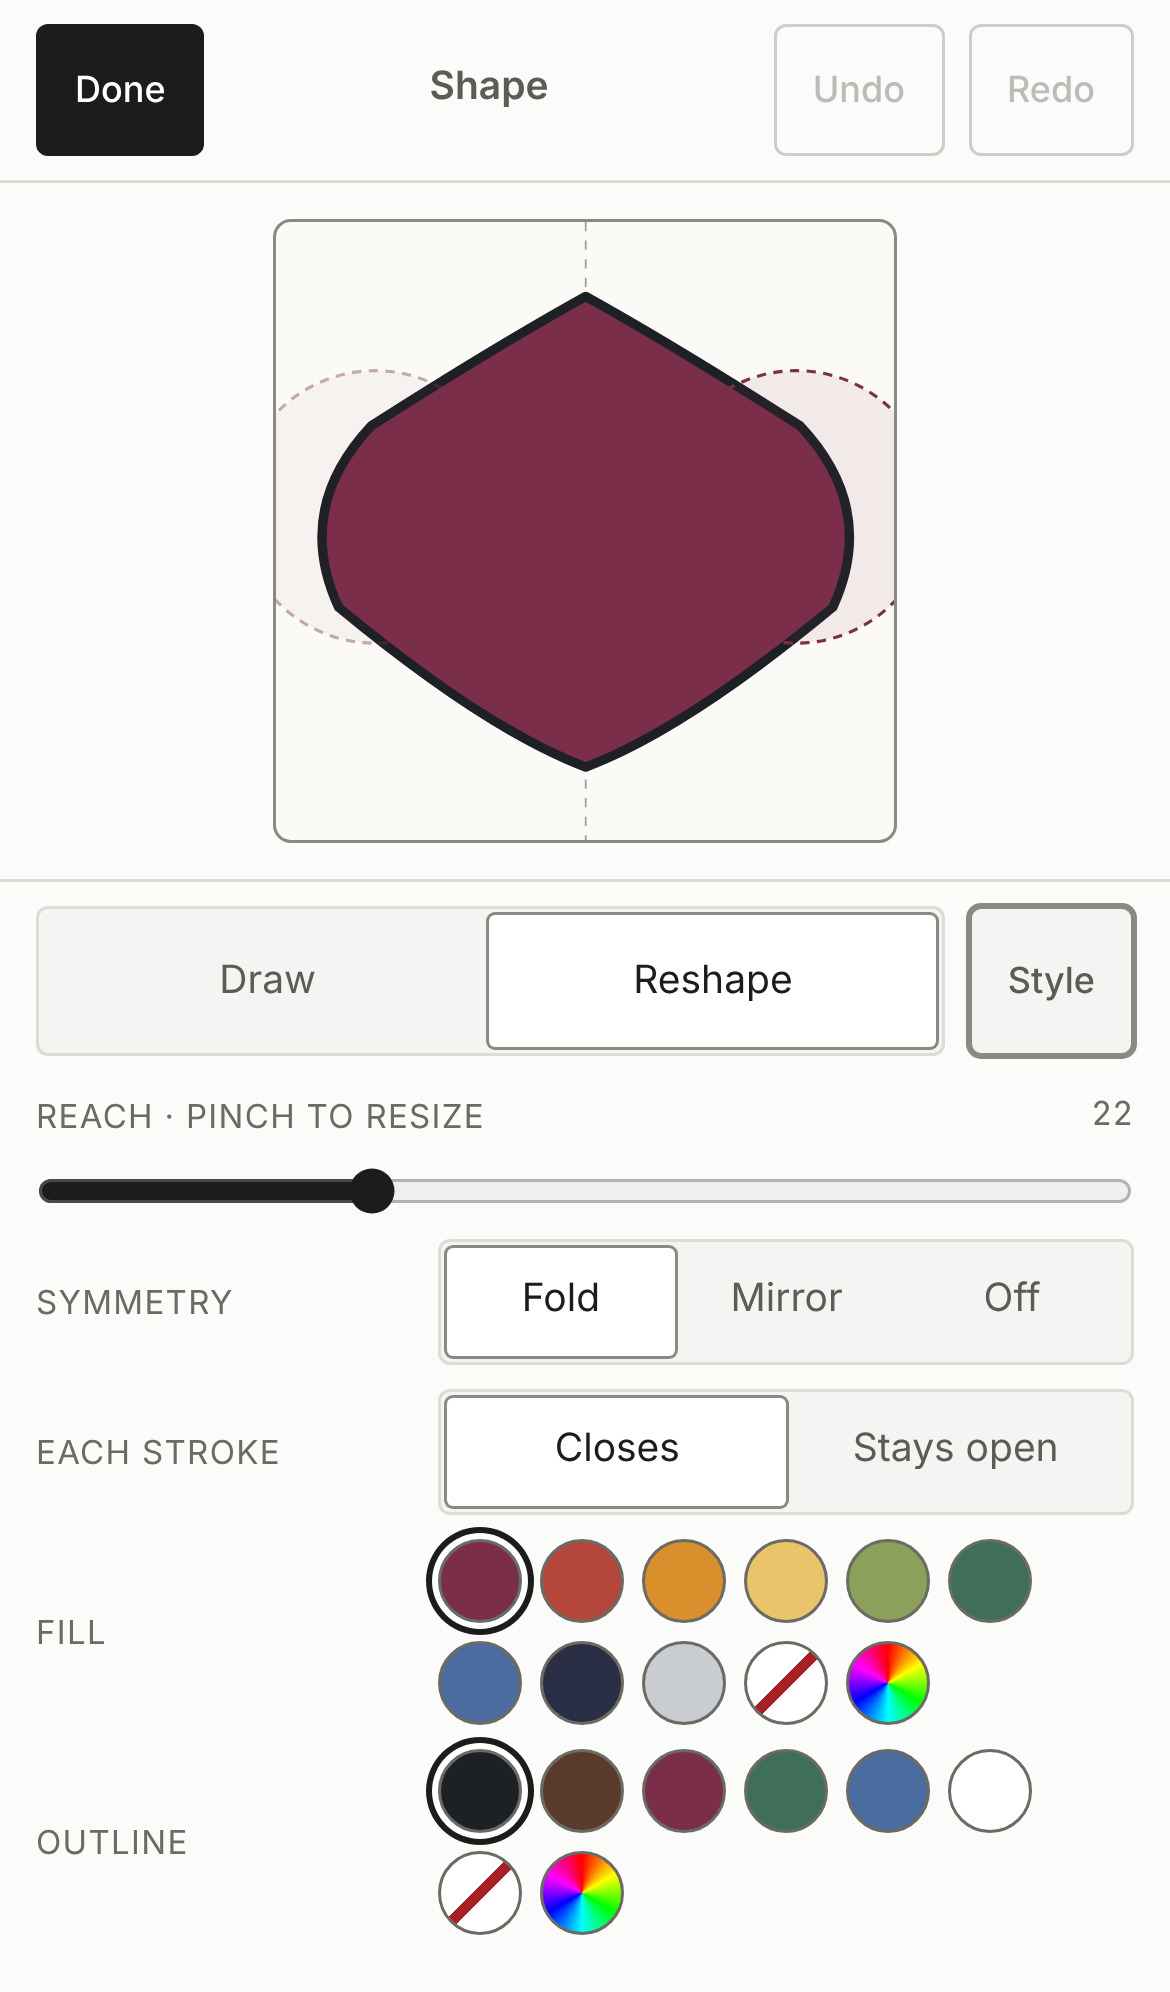 Done Shape Undo Redo
Draw Reshape Style
REACH · PINCH TO RESIZE 22
SYMMETRY Fold Mirror Off
EACH STROKE Closes Stays open
FILL
OUTLINE